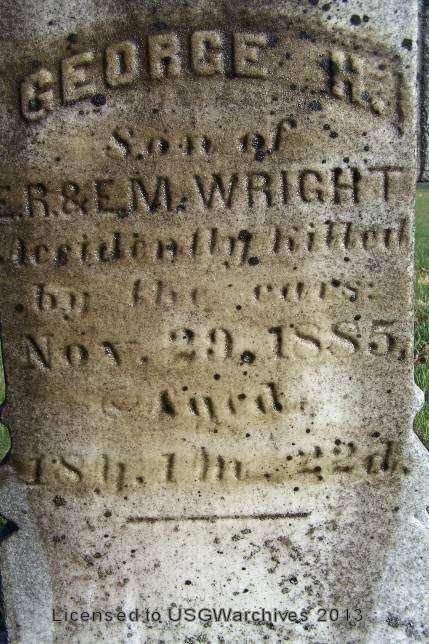 GEORGE H.
Son of
E.R.& E.M. WRIGHT
Accidently Killed
by the cars:
Nov. 29, 1885,
Aged
18y. 1m. 22d.
Licensed to USGWarchives 2013